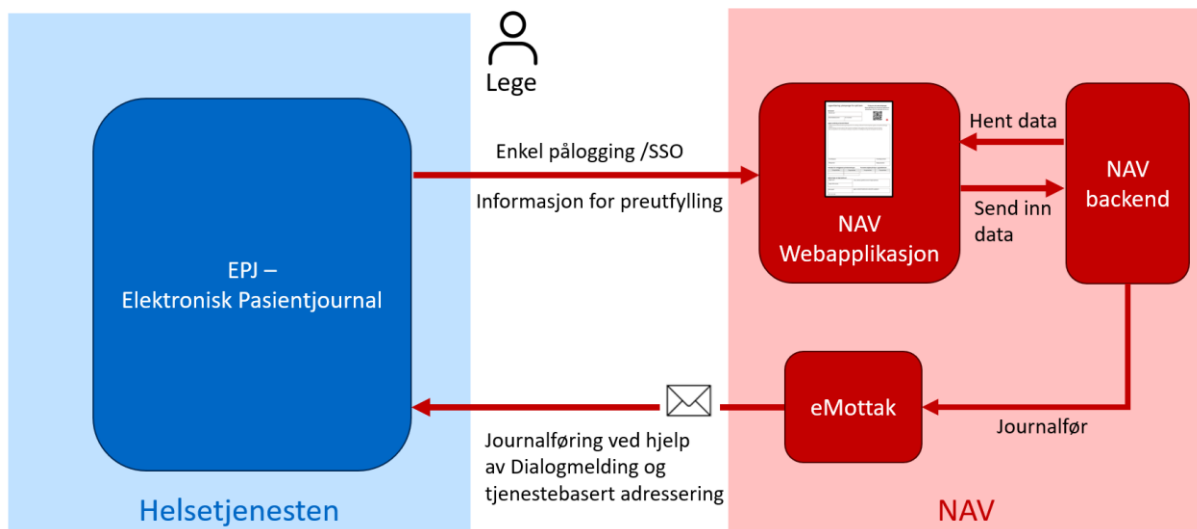 Lege
Enkel pålogging /SSO
Informasjon for preutfylling
EPJ –
Elektronisk Pasientjournal
NAV
Webapplikasjon
Hent data
Send inn
data
NAV
backend
eMottak
Journalfør
Journalføring ved hjelp
av Dialogmelding og
tjenestebasert adressering
Helsetjenesten
NAV